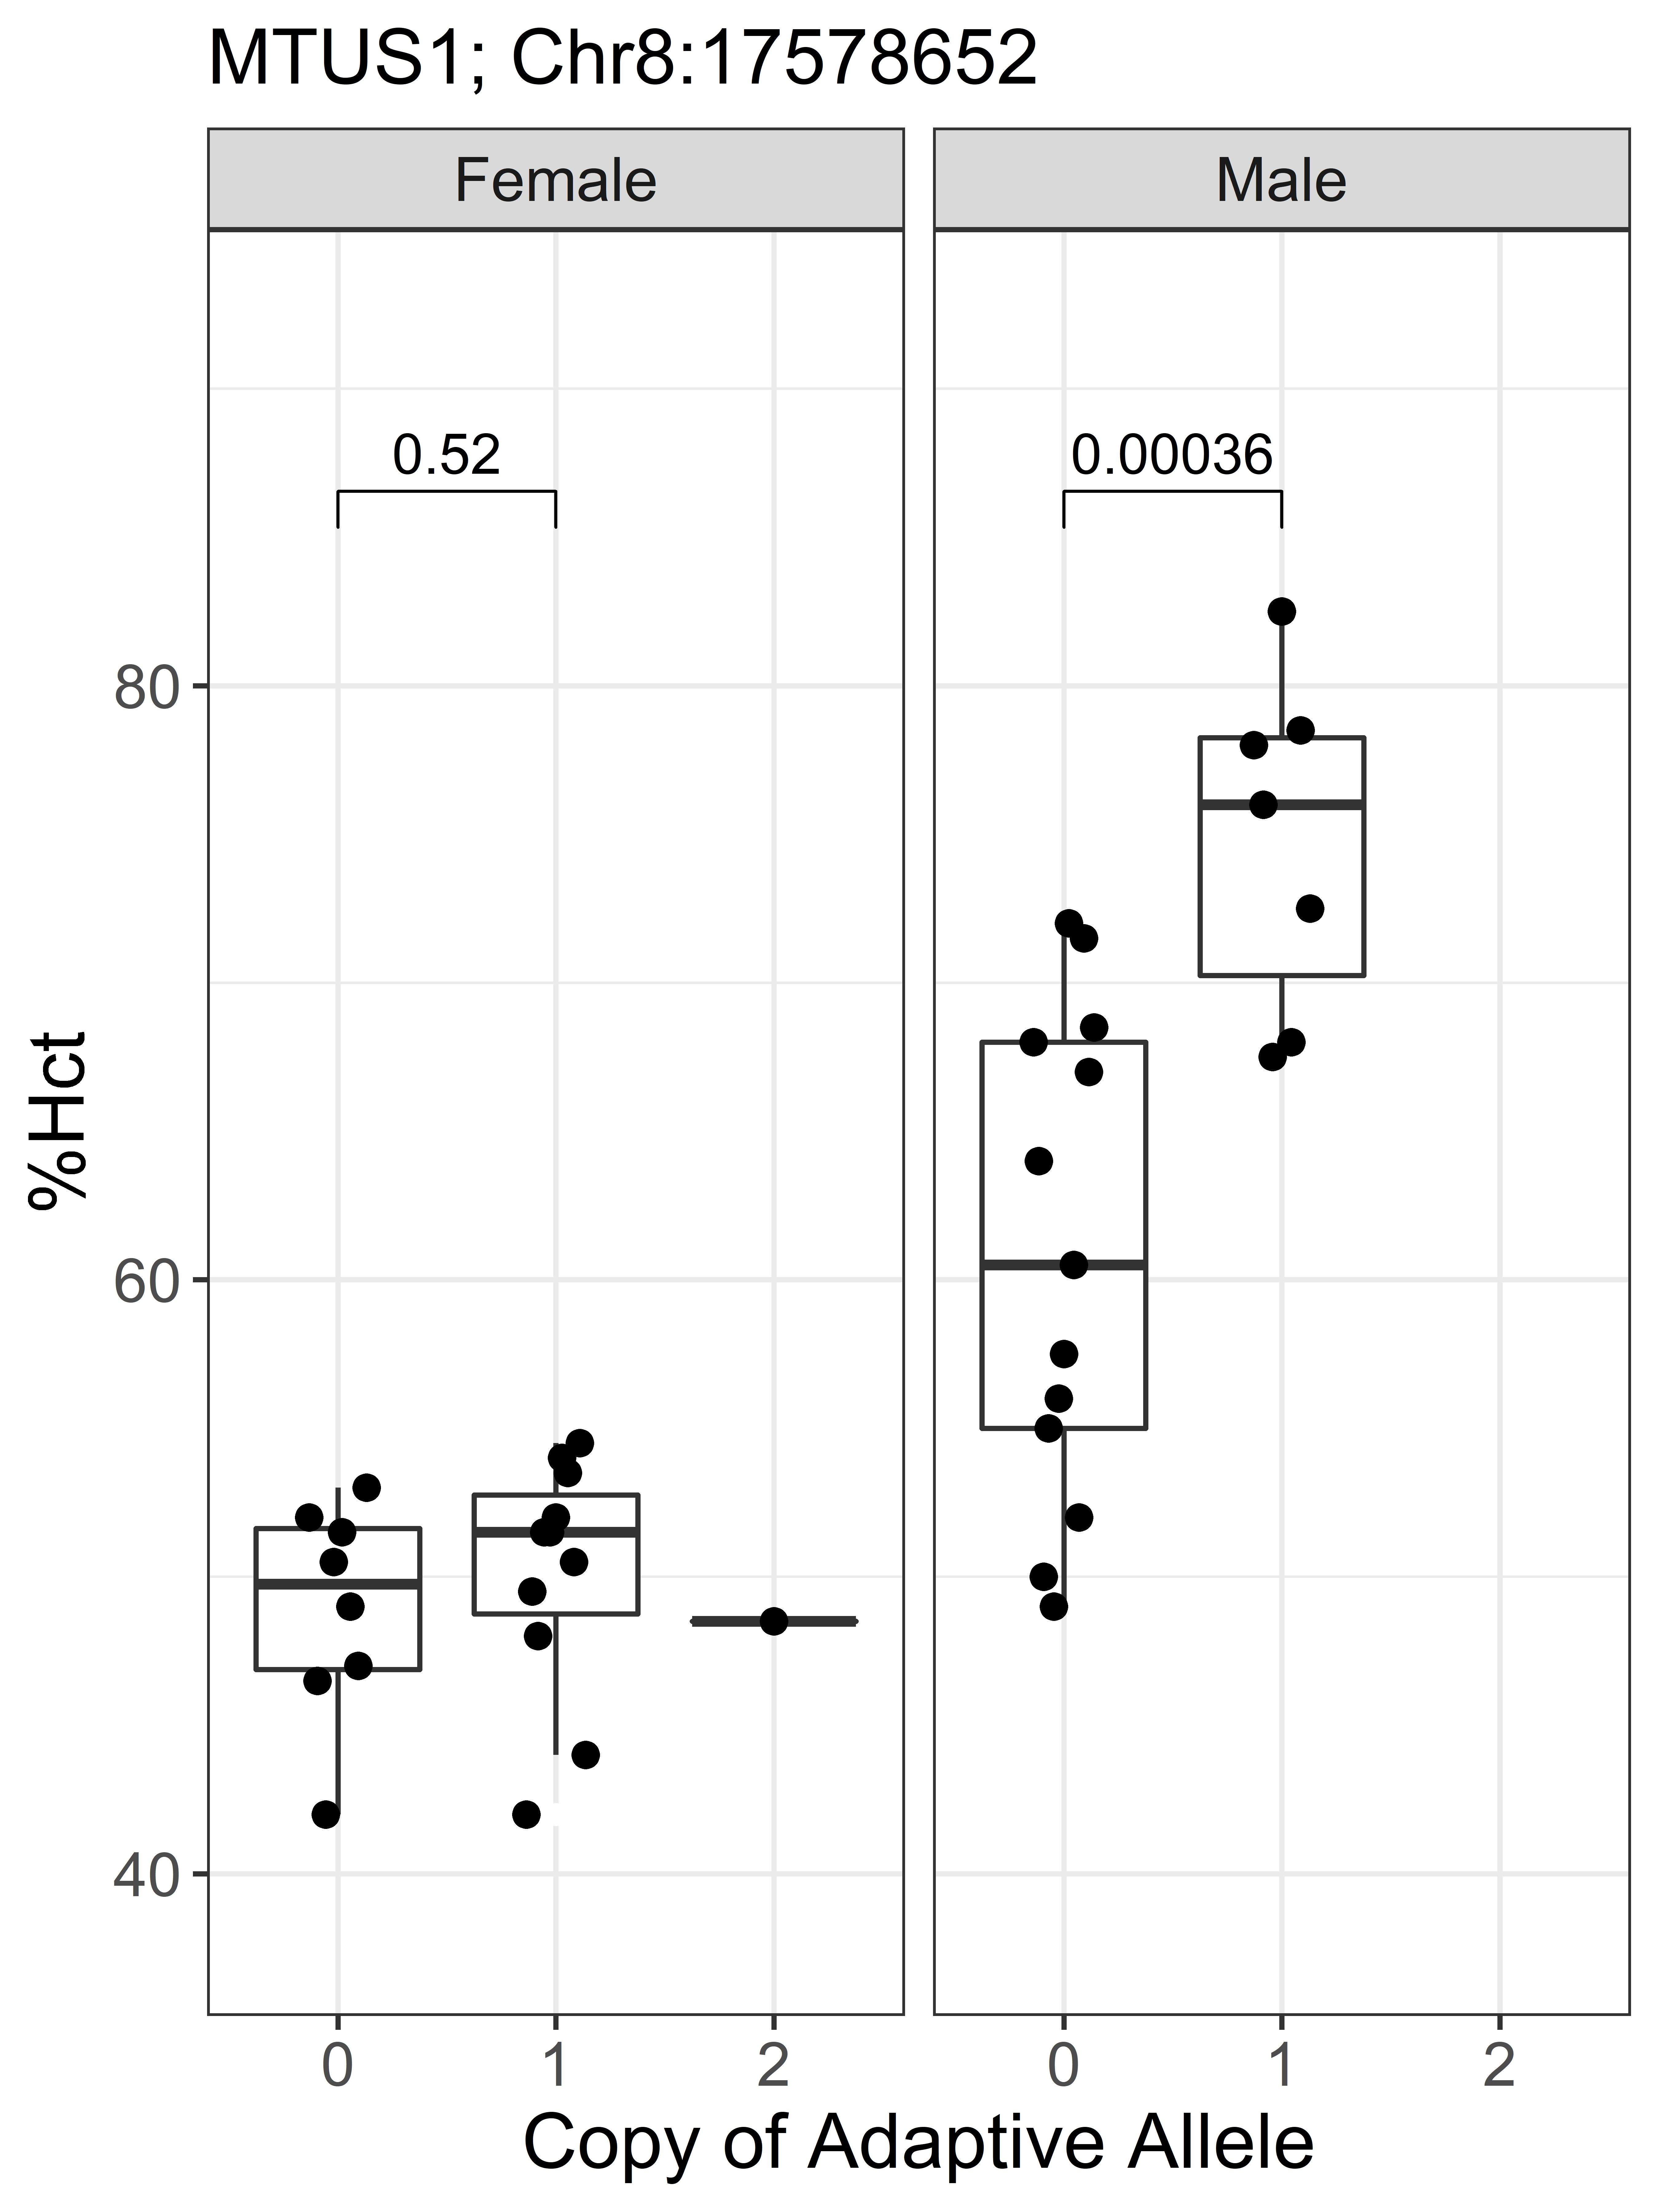 MTUS1; Chr8:17578652
Female
Male
0.52
0.00036
80
60
40
%Hct
0 1 2
0 1 2
Copy of Adaptive Allele